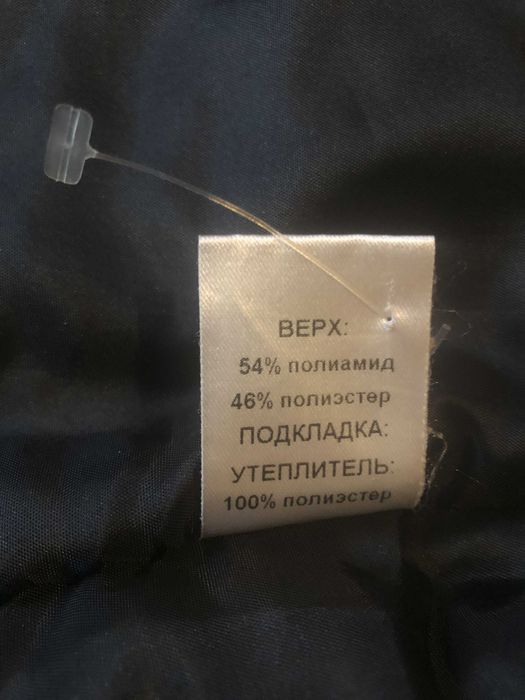 ВЕРХ:
54% полиамид
46% полиэстер
ПОДКЛАДКА:
УТЕПЛИТЕЛЬ:
100% полиэстер